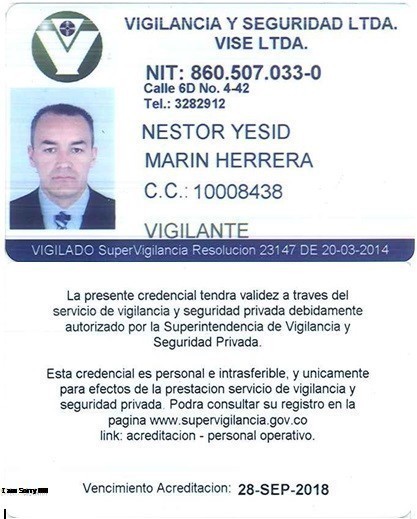 VIGILANCIA Y SEGURIDAD LTDA.
VISE LTDA.
NIT: 860.507.033-0
Calle 6D No. 4-42
Tel.: 3282912
NESTOR YESID
MARIN HERRERA
C.C.: 10008438
VIGILANTE
VIGILADO SuperVigilancia Resolucion 23147 DE 20-03-2014
La presente credencial tendra validez a traves del
servicio de vigilancia y seguridad privada debidamente
autorizado por la Superintendencia de Vigilancia y
Seguridad Privada.
Esta credencial es personal e intrasferible, y unicamente
para efectos de la prestacion servicio de vigilancia y
seguridad privada. Podra consultar su registro en la
pagina www.supervigilancia.gov.co
link: acreditacion - personal operativo.
I am Sorry
Vencimiento Acreditacion: 28-SEP-2018